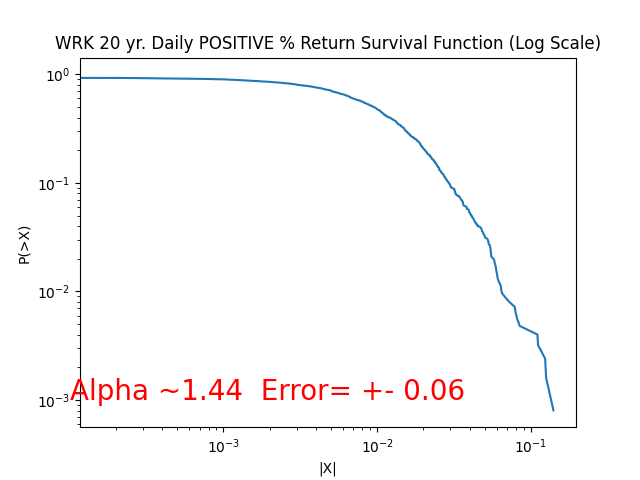 WRK 20 yr. Daily POSITIVE % Return Survival Function (Log Scale)
10⁰
10⁻¹
10⁻²
10⁻³
P(>X)
Alpha ~1.44  Error= +- 0.06
10⁻³ 10⁻² 10⁻¹
|X|